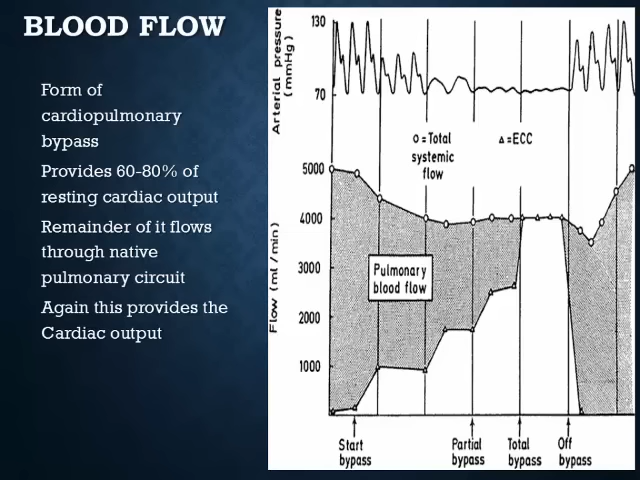 BLOOD FLOW
Form of
cardiopulmonary
bypass
Provides 60-80% of
resting cardiac output
Remainder of it flows
through native
pulmonary circuit
Again this provides the
Cardiac output
Arterial pressure
(mmHg)
130
70
o = Total
systemic
flow
△ = ECC
Flow (ml / min)
5000
4000
3000
2000
1000
Pulmonary
blood flow
Start
bypass
Partial
bypass
Total
bypass
Off
bypass